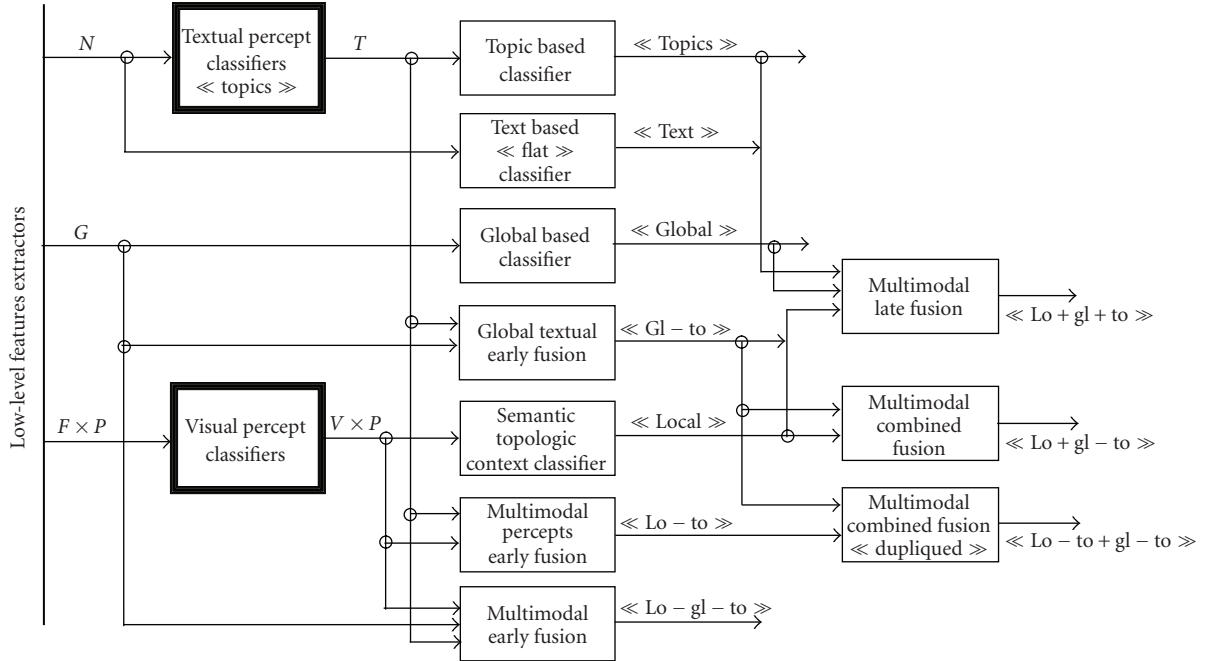 Low-level features extractors
N
Textual percept
classifiers
≪ topics ≫
T
Topic based
classifier
≪ Topics ≫
Text based
≪ flat ≫
classifier
≪ Text ≫
G
Global based
classifier
≪ Global ≫
Multimodal
late fusion
≪ Lo + gl + to ≫
Global textual
early fusion
≪ Gl − to ≫
F × P
Visual percept
classifiers
V × P
Semantic
topologic
context classifier
≪ Local ≫
Multimodal
combined
fusion
≪ Lo + gl − to ≫
Multimodal
percepts
early fusion
≪ Lo − to ≫
Multimodal
combined fusion
≪ dupliqued ≫
≪ Lo − to + gl − to ≫
Multimodal
early fusion
≪ Lo − gl − to ≫